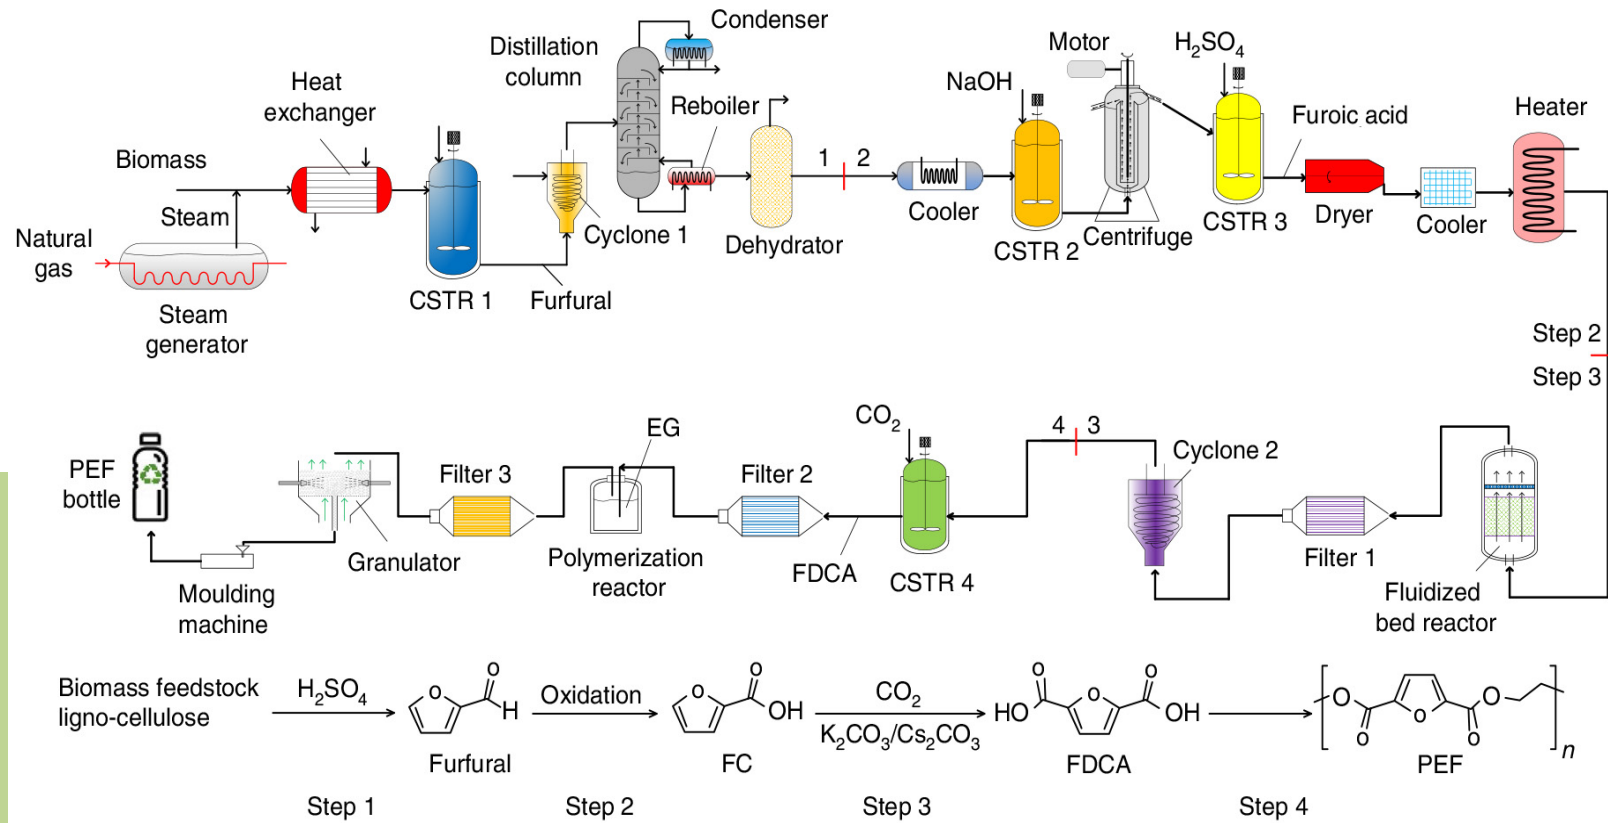 Condenser
Distillation
column
Motor
H₂SO₄
Heat
exchanger
NaOH
Reboiler
Heater
Furoic acid
Biomass
1
2
Steam
Cooler
Cyclone 1
Dehydrator
CSTR 2
Centrifuge
CSTR 3
Dryer
Cooler
Natural
gas
CSTR 1
Furfural
Steam
generator
Step 2
Step 3
CO₂
EG
4
3
Cyclone 2
PEF
bottle
Filter 3
Filter 2
Granulator
Polymerization
reactor
FDCA
CSTR 4
Filter 1
Fluidized
bed reactor
Moulding
machine
Biomass feedstock
ligno-cellulose
H₂SO₄
O
O
H
Furfural
Oxidation
O
O
OH
FC
CO₂
K₂CO₃/Cs₂CO₃
O
HO
O
O
OH
FDCA
O
O
O
O
O
n
PEF
Step 1
Step 2
Step 3
Step 4